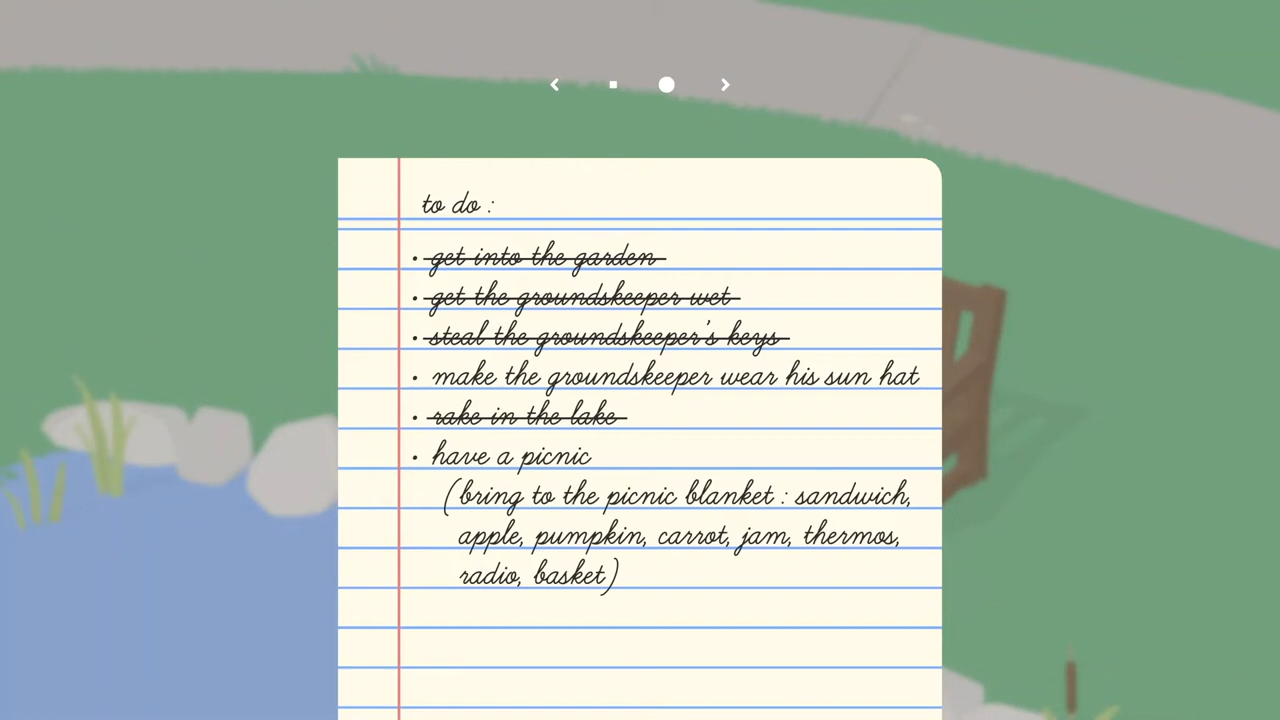 to do :
• get into the garden
• get the groundskeeper wet
• steal the groundskeeper's keys
• make the groundskeeper wear his sun hat
• rake in the lake
• have a picnic
(bring to the picnic blanket : sandwich,
apple, pumpkin, carrot, jam, thermos,
radio, basket)